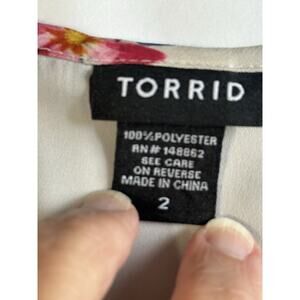 TORRID
100% POLYESTER
RN# 148862
SEE CARE
ON REVERSE
MADE IN CHINA
2